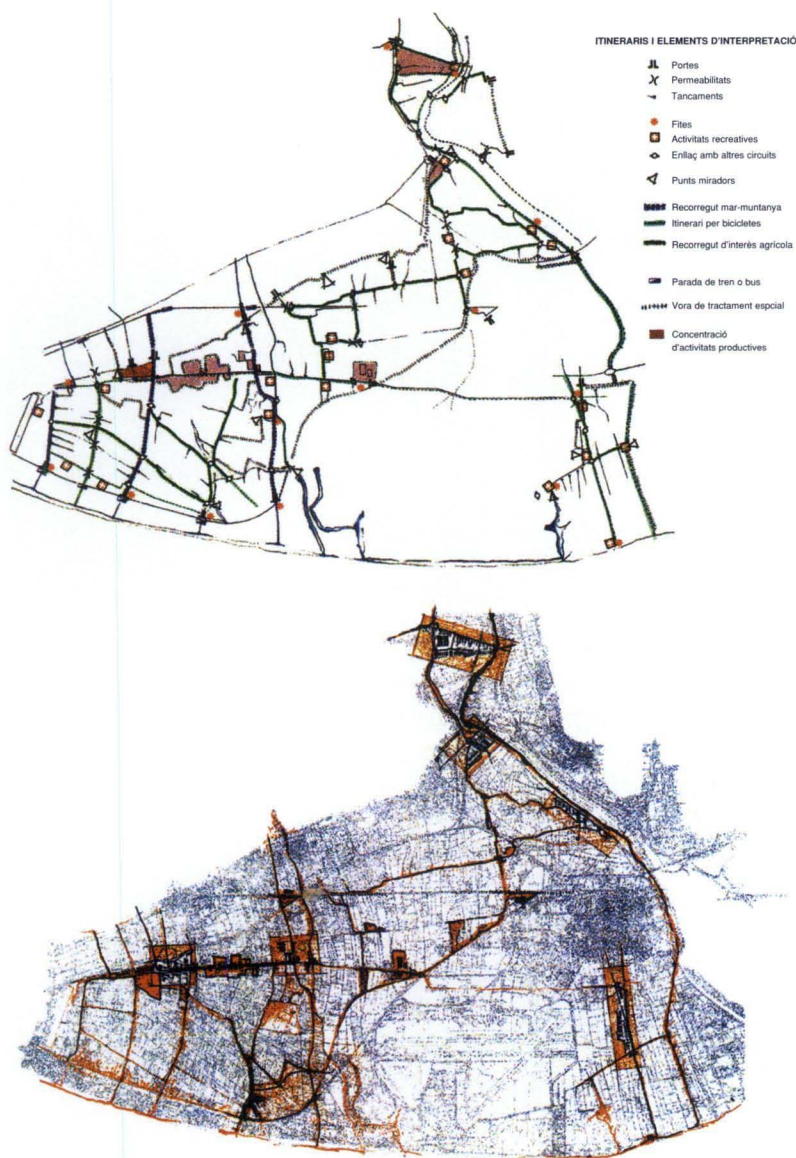 ITINERARIS I ELEMENTS D'INTERPRETACIÓ
Portes
Permeabilitats
Tancaments
Fites
Activitats recreatives
Enllaç amb altres circuits
Punts miradors
Recorregut mar-muntanya
Itinerari per bicicletes
Recorregut d'interès agrícola
Parada de tren o bus
Vora de tractament espcial
Concentració
d'activitats productives